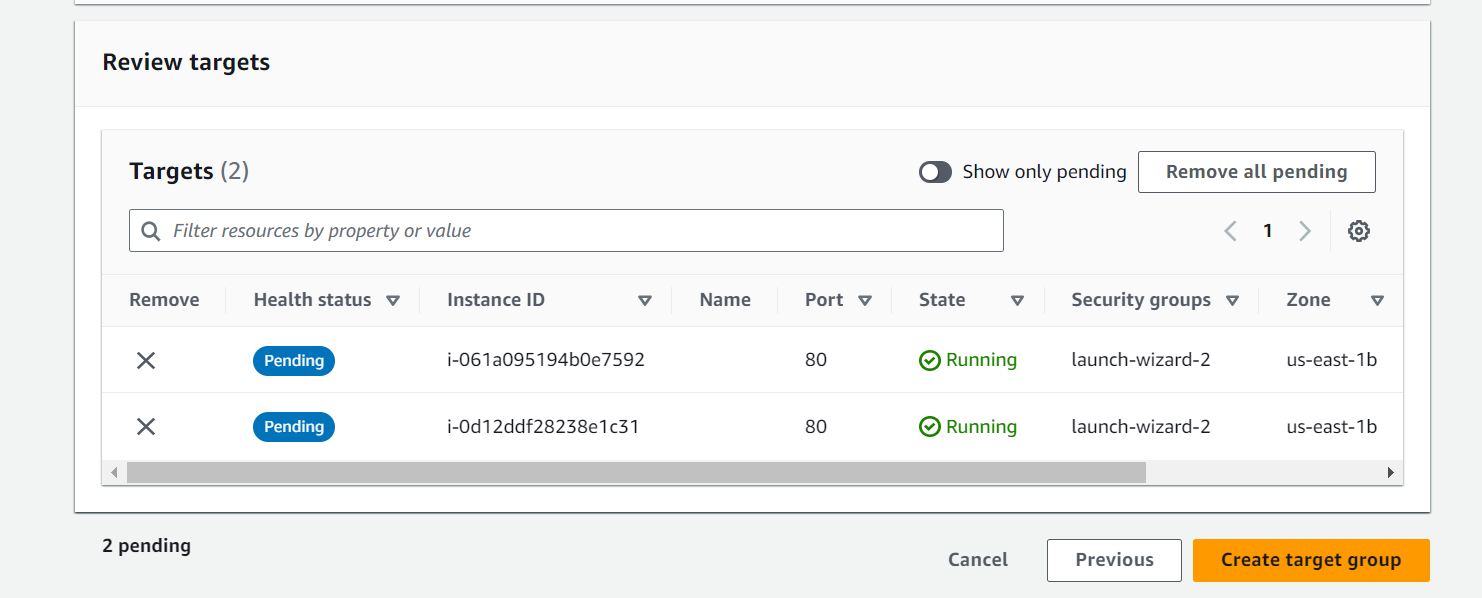 Review targets
Targets (2)
Show only pending
Remove all pending
Filter resources by property or value
1
Remove Health status Instance ID Name Port State Security groups Zone
Pending i-061a095194b0e7592 80 Running launch-wizard-2 us-east-1b
Pending i-0d12ddf28238e1c31 80 Running launch-wizard-2 us-east-1b
2 pending
Cancel Previous Create target group